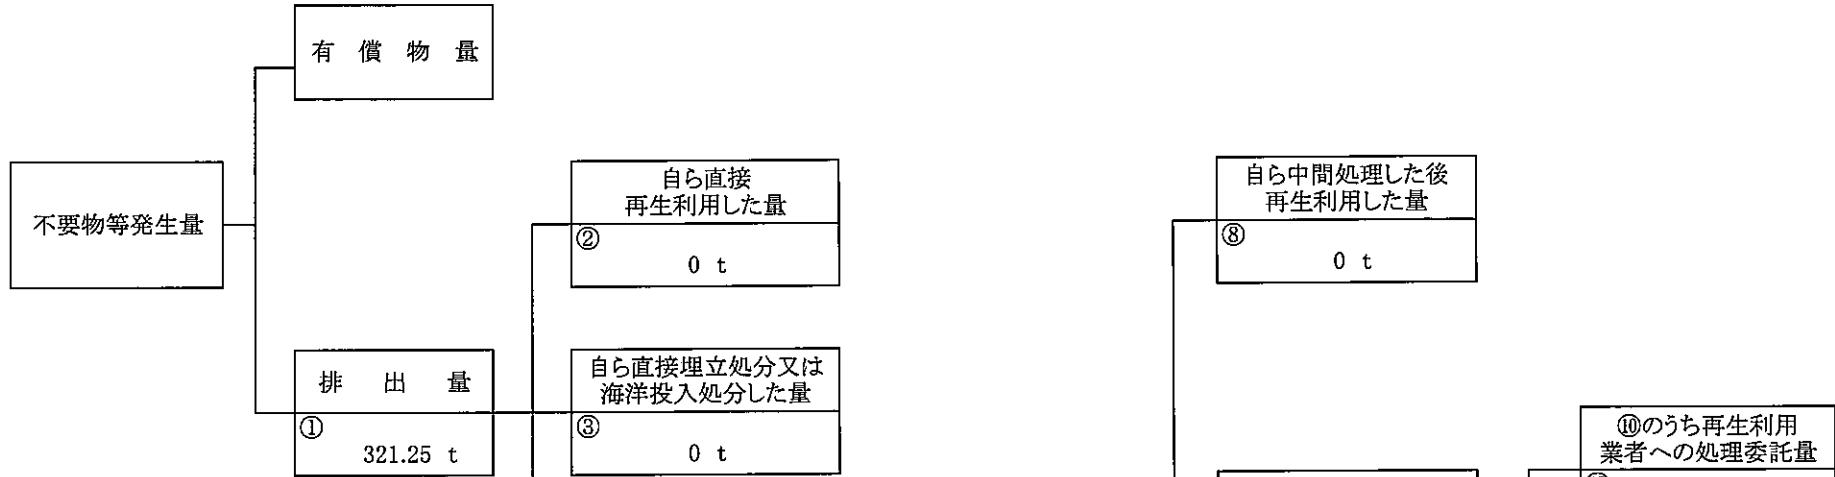 有 償 物 量
不要物等発生量
自ら直接
再生利用した量
②
0 t
自ら中間処理した後
再生利用した量
⑧
0 t
排 出 量
①
321.25 t
自ら直接埋立処分又は
海洋投入処分した量
③
0 t
⑩のうち再生利用
業者への処理委託量